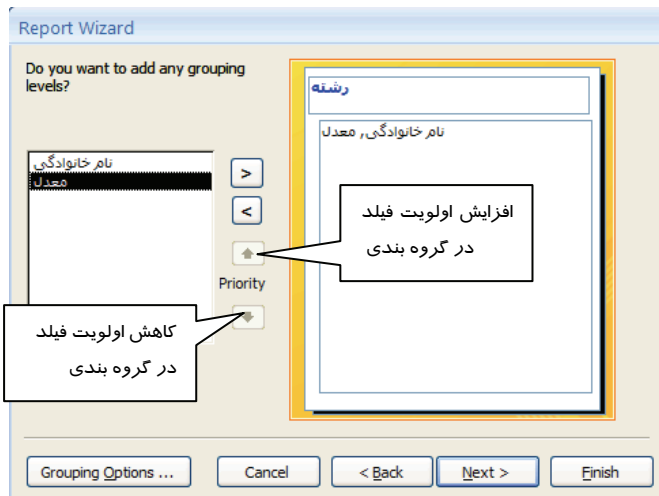 Report Wizard
Do you want to add any grouping
levels?
رشته
نام خانوادگی, معدل
نام خانوادگی
معدل
>
<
افزایش اولویت فیلد
در گروه بندی
Priority
کاهش اولویت فیلد
در گروه بندی
Grouping Options ...
Cancel
< Back
Next >
Finish